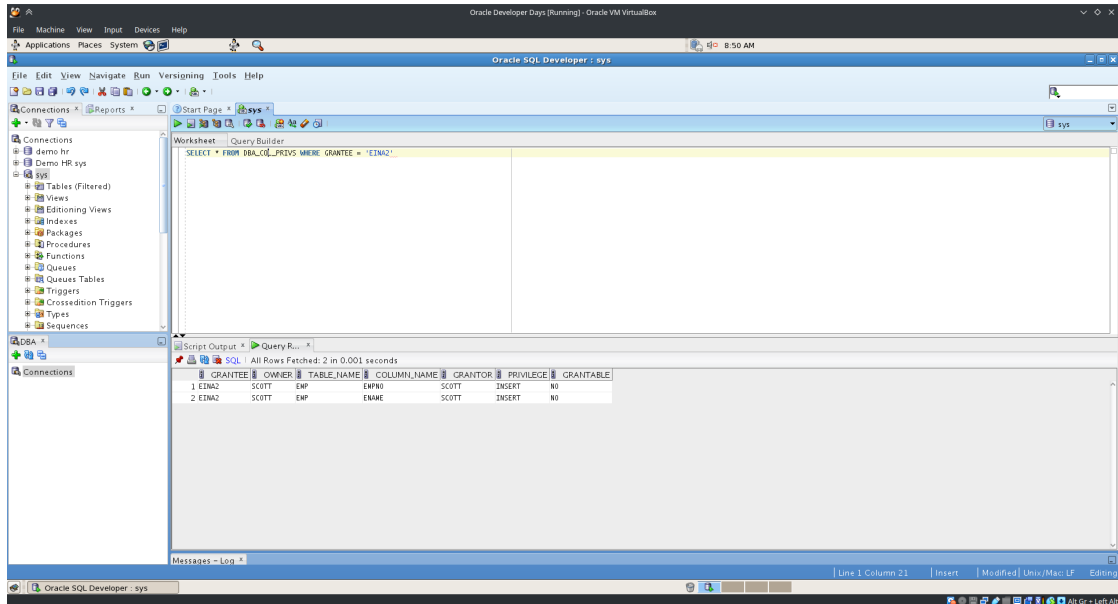 Oracle Developer Days [Running] - Oracle VM VirtualBox
File Machine View Input Devices Help
Applications Places System 8:50 AM
Oracle SQL Developer : sys
File Edit View Navigate Run Versioning Tools Help
Connections Reports Start Page sys
sys
Worksheet Query Builder
Connections
demo hr
Demo HR sys
sys
Tables (Filtered)
Views
Editioning Views
Indexes
Packages
Procedures
Functions
Queues
Queues Tables
Triggers
Crossedition Triggers
Types
Sequences
SELECT * FROM DBA_COL_PRIVS WHERE GRANTEE = 'EINA2'
DBA
Connections
Script Output Query R...
SQL All Rows Fetched: 2 in 0.001 seconds
GRANTEE OWNER TABLE_NAME COLUMN_NAME GRANTOR PRIVILEGE GRANTABLE
1 EINA2 SCOTT EMP EMPNO SCOTT INSERT NO
2 EINA2 SCOTT EMP ENAME SCOTT INSERT NO
Messages - Log
Line 1 Column 21 Insert Modified Unix/Mac: LF Editing
Oracle SQL Developer : sys
Alt Gr + Left Alt